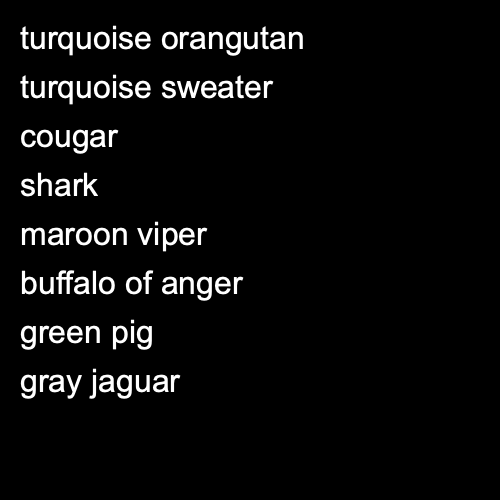 turquoise orangutan
turquoise sweater
cougar
shark
maroon viper
buffalo of anger
green pig
gray jaguar